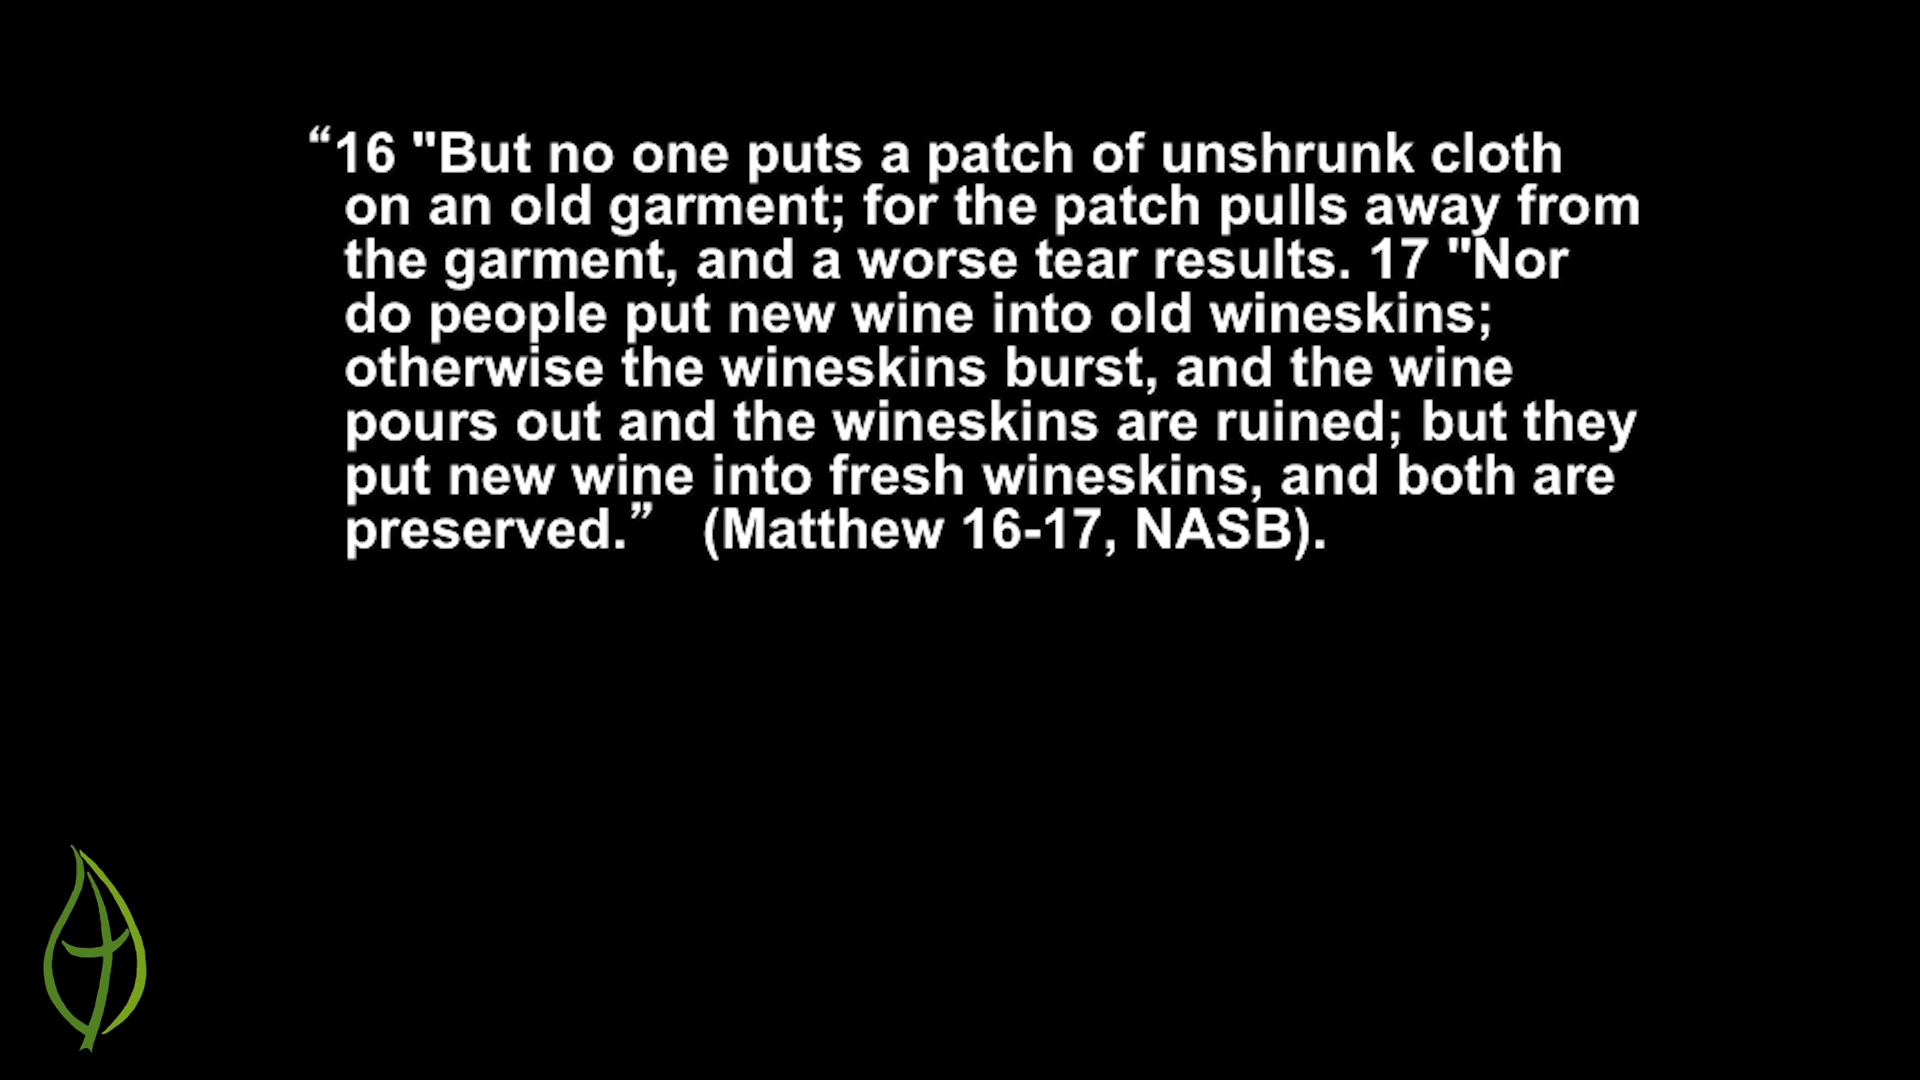 “16 "But no one puts a patch of unshrunk cloth
on an old garment; for the patch pulls away from
the garment, and a worse tear results. 17 "Nor
do people put new wine into old wineskins;
otherwise the wineskins burst, and the wine
pours out and the wineskins are ruined; but they
put new wine into fresh wineskins, and both are
preserved.” (Matthew 16-17, NASB).